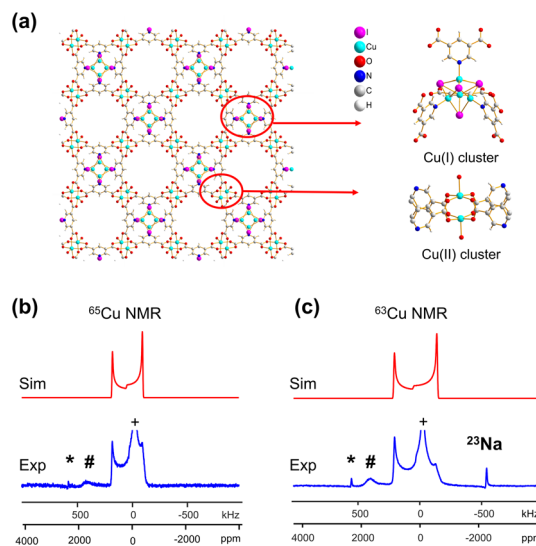 (a)
I
Cu
O
N
C
H
Cu(I) cluster
Cu(II) cluster
(b)
⁶⁵Cu NMR
Sim
+
Exp
* #
500 0 -500 kHz
4000 2000 0 -2000 ppm
(c)
⁶³Cu NMR
Sim
+
²³Na
Exp
* #
500 0 -500 kHz
4000 2000 0 -2000 ppm